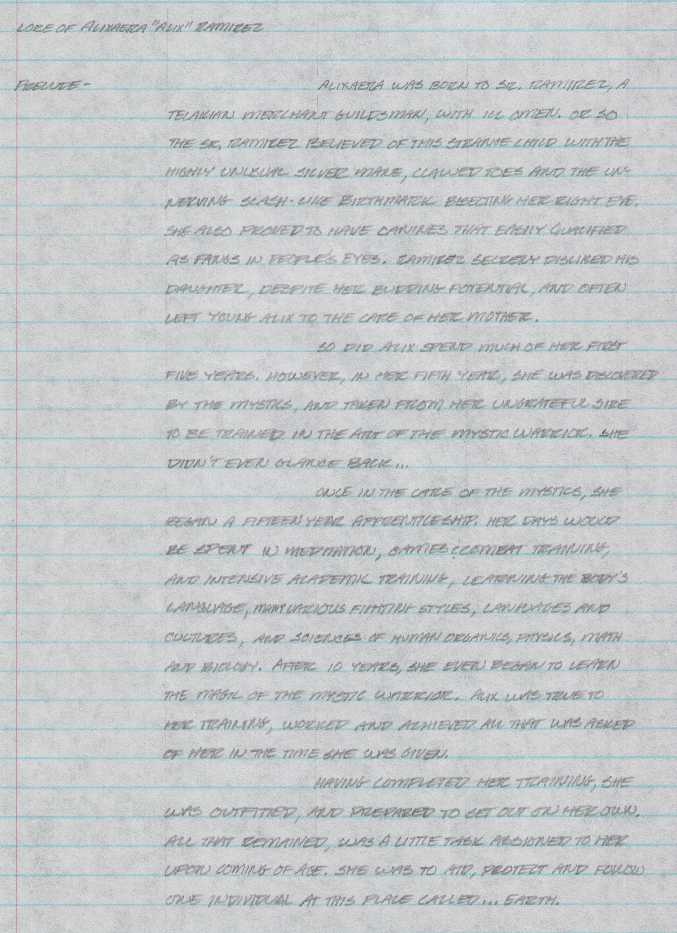 LORE OF ALIXAERA "ALIX" RAMIREZ
PRELUDE - ALIXAERA WAS BORN TO SR. RAMIREZ, A
TELARIAN MERCHANT GUILDSMAN, WITH ILL OMEN. OR SO
THE SR. RAMIREZ BELIEVED OF THIS STRANGE CHILD WITH THE
HIGHLY UNUSUAL SILVER MANE, CLAWED TOES AND THE UN-
NERVING SLASH-LIKE BIRTHMARK BISECTING HER RIGHT EYE.
SHE ALSO PROVED TO HAVE CANINES THAT EASILY QUALIFIED
AS FANGS IN PEOPLE'S EYES. RAMIREZ SECRETLY DISLIKED HIS
DAUGHTER, DESPITE HER BUDDING POTENTIAL, AND OFTEN
LEFT YOUNG ALIX TO THE CARE OF HER MOTHER.
SO DID ALIX SPEND MUCH OF HER FIRST
FIVE YEARS. HOWEVER, IN HER FIFTH YEAR, SHE WAS DISCOVERED
BY THE MYSTICS, AND TAKEN FROM HER UNGRATEFUL SIRE
TO BE TRAINED IN THE ART OF THE MYSTIC WARRIOR. SHE
DIDN'T EVEN GLANCE BACK...
ONCE IN THE CARE OF THE MYSTICS, SHE
BEGAN A FIFTEEN YEAR APPRENTICESHIP. HER DAYS WOULD
BE SPENT IN MEDITATION, GAMES, COMBAT TRAINING,
AND INTENSIVE ACADEMIC TRAINING, LEARNING THE BODY'S
LANGUAGE, VARIOUS FIGHTING STYLES, LANGUAGES AND
CULTURES, AND SCIENCES OF HUMAN ORGANICS, PHYSICS, MATH
AND BIOLOGY. AFTER 10 YEARS, SHE EVEN BEGAN TO LEARN
THE MAGIC OF THE MYSTIC WARRIOR. ALIX WAS TRUE TO
HER TRAINING, WORKED AND ACHIEVED ALL THAT WAS ASKED
OF HER IN THE TIME SHE WAS GIVEN.
HAVING COMPLETED HER TRAINING, SHE
WAS OUTFITTED, AND PREPARED TO SET OUT ON HER OWN.
ALL THAT REMAINED, WAS A LITTLE TASK ASSIGNED TO HER
UPON COMING OF AGE. SHE WAS TO AID, PROTECT AND FOLLOW
ONE INDIVIDUAL AT THIS PLACE CALLED... EARTH.